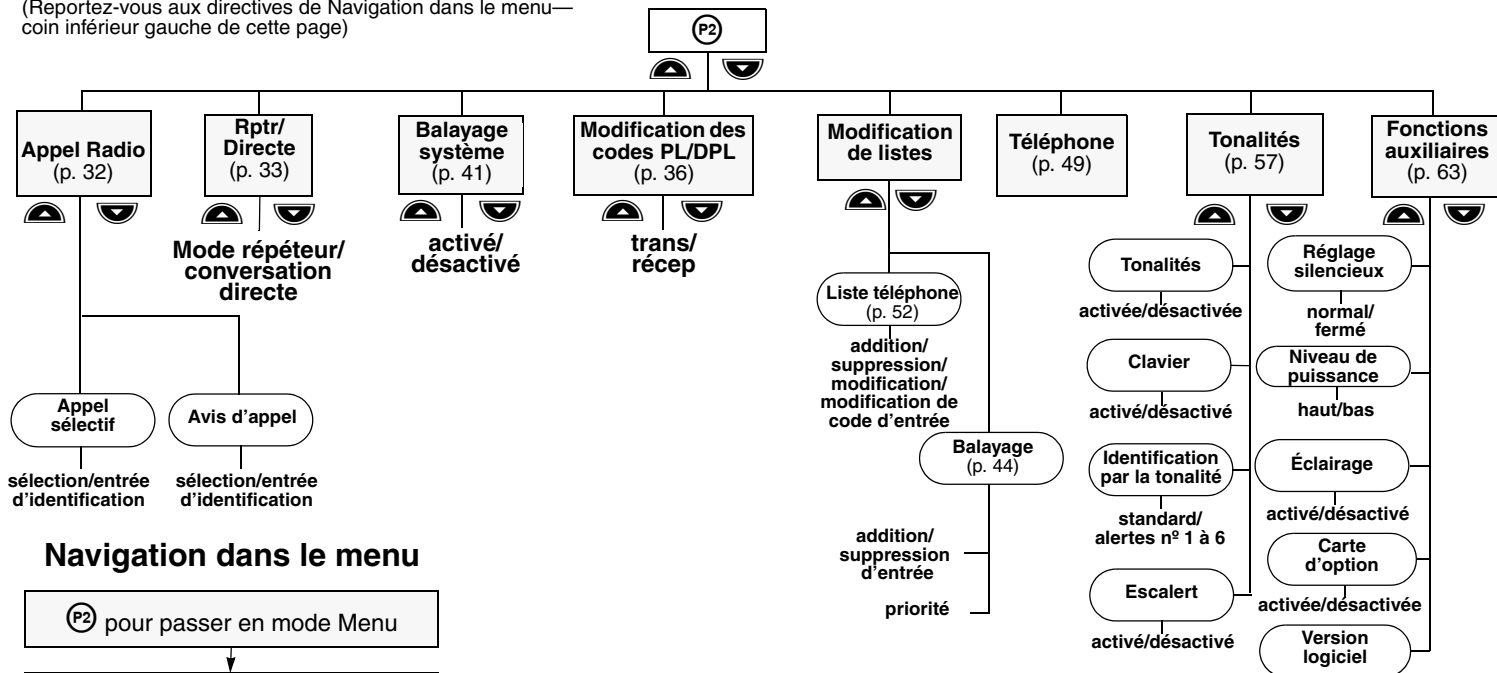 (Reportez-vous aux directives de Navigation dans le menu—
coin inférieur gauche de cette page)
P2
Appel Radio
(p. 32)
Rptr/
Directe
(p. 33)
Mode répéteur/
conversation
directe
Balayage
système
(p. 41)
activé/
désactivé
Modification des
codes PL/DPL
(p. 36)
trans/
récep
Modification
de listes
Téléphone
(p. 49)
Tonalités
(p. 57)
Fonctions
auxiliaires
(p. 63)
Appel
sélectif
sélection/entrée
d'identification
Avis d'appel
sélection/entrée
d'identification
Liste téléphone
(p. 52)
addition/
suppression/
modification/
modification de
code d'entrée
Balayage
(p. 44)
addition/
suppression
d'entrée
priorité
Tonalités
activée/désactivée
Clavier
activé/désactivé
Identification
par la tonalité
standard/
alertes nº 1 à 6
Escalert
activé/désactivé
Réglage
silencieux
normal/
fermé
Niveau de
puissance
haut/bas
Éclairage
activé/désactivé
Carte
d'option
activée/désactivée
Version
logiciel
Navigation dans le menu
P2 pour passer en mode Menu